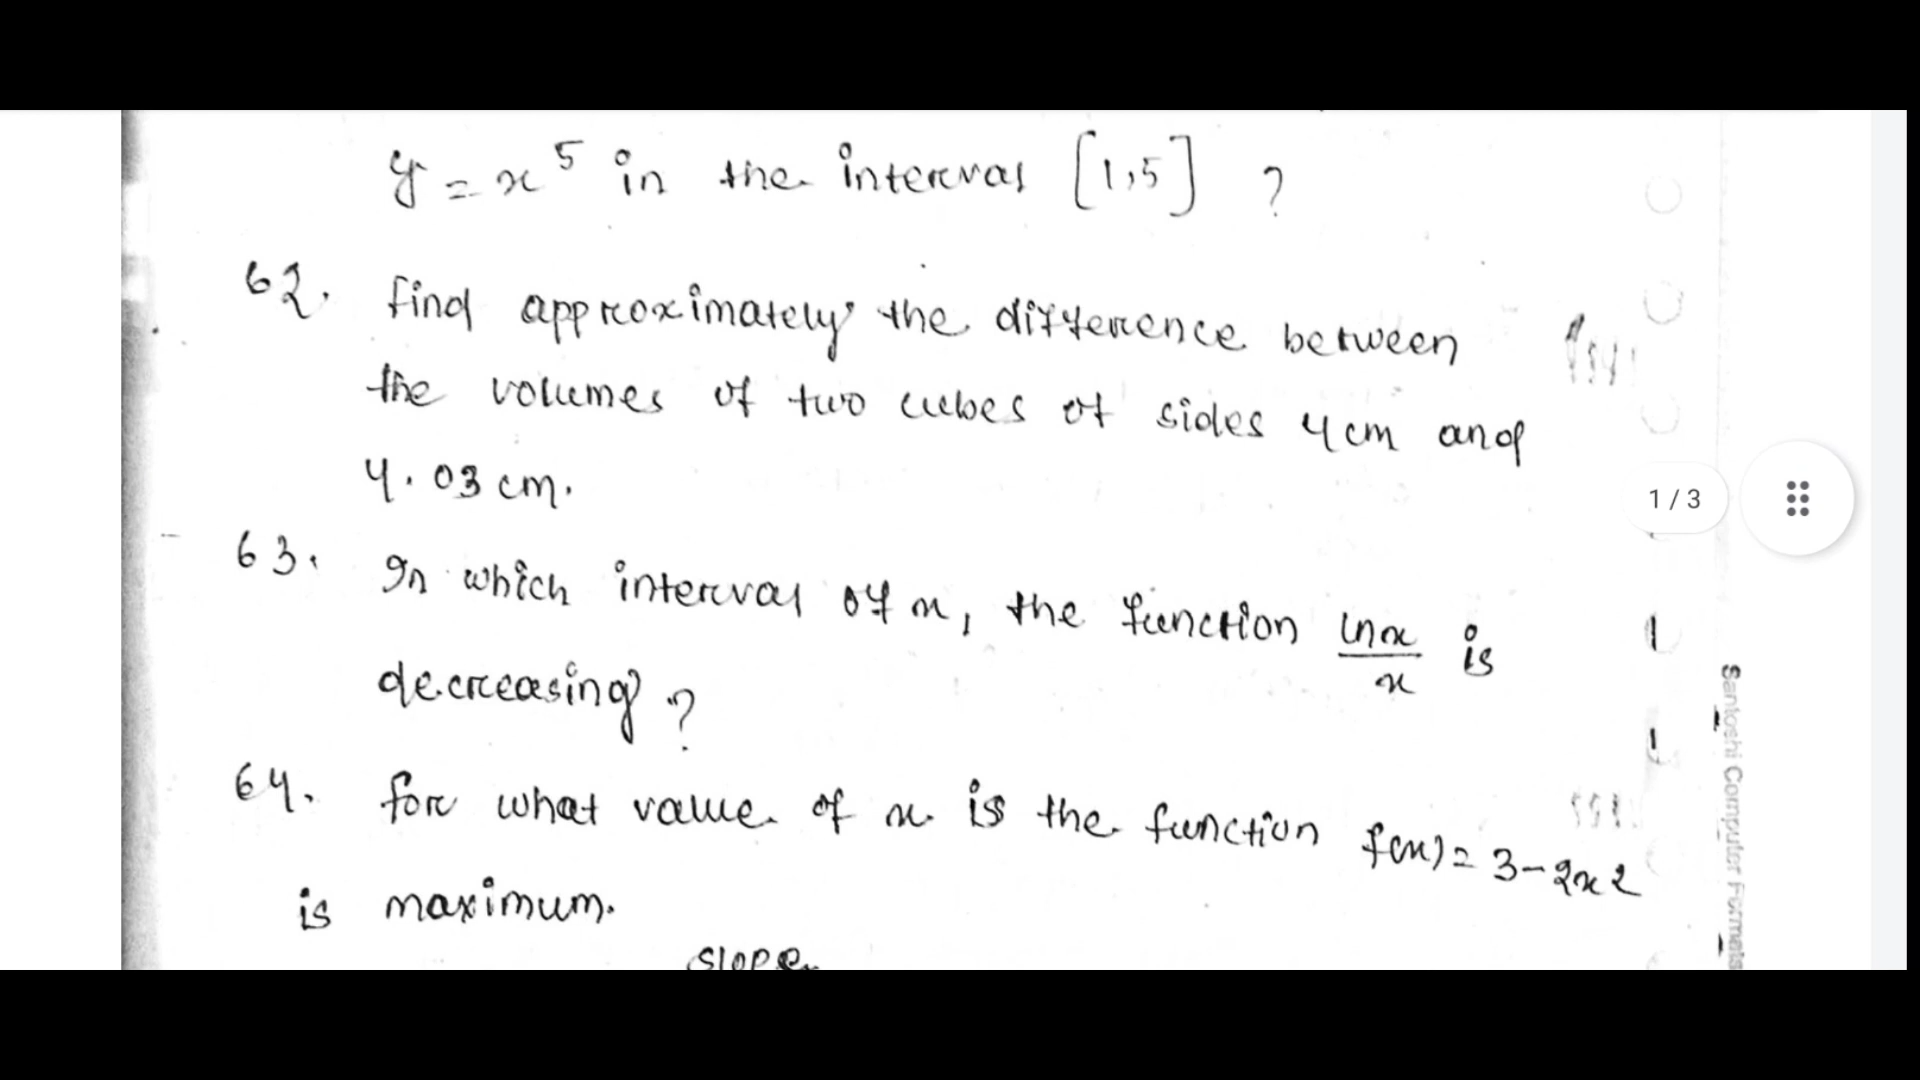 y = x⁵ in the interval [1,5] ?
62. find approximately the difference between
the volumes of two cubes of sides 4 cm and
4.03 cm.
1 / 3
63. In which interval of x, the function ln x / x is
decreasing ?
64. for what value of x is the function f(x) = 3 - 2x2
is maximum.
slope
Santoshi Computer Formats